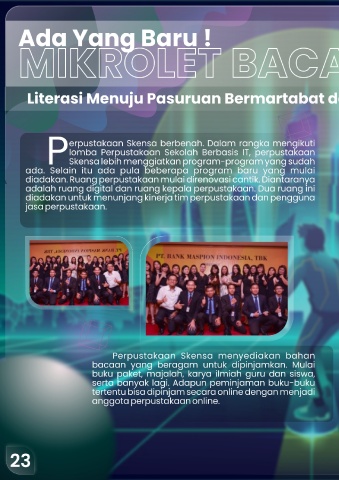 Ada Yang Baru !
MIKROLET BACA
Literasi Menuju Pasuruan Bermartabat d
Perpustakaan Skensa berbenah. Dalam rangka mengikuti
lomba Perpustakaan Sekolah Berbasis IT, perpustakaan
Skensa lebih menggiatkan program-program yang sudah
ada. Selain itu ada pula beberapa program baru yang mulai
diadakan. Ruang perpustakaan mulai direnovasi cantik. Diantaranya
adalah ruang digital dan ruang kepala perpustakaan. Dua ruang ini
diadakan untuk menunjang kinerja tim perpustakaan dan pengguna
jasa perpustakaan.
PT. BANK MASPION INDONESIA, TBK
Perpustakaan Skensa menyediakan bahan
bacaan yang beragam untuk dipinjamkan. Mulai
buku paket, majalah, karya ilmiah guru dan siswa,
serta banyak lagi. Adapun peminjaman buku-buku
tertentu bisa dipinjam secara online dengan menjadi
anggota perpustakaan online.
23